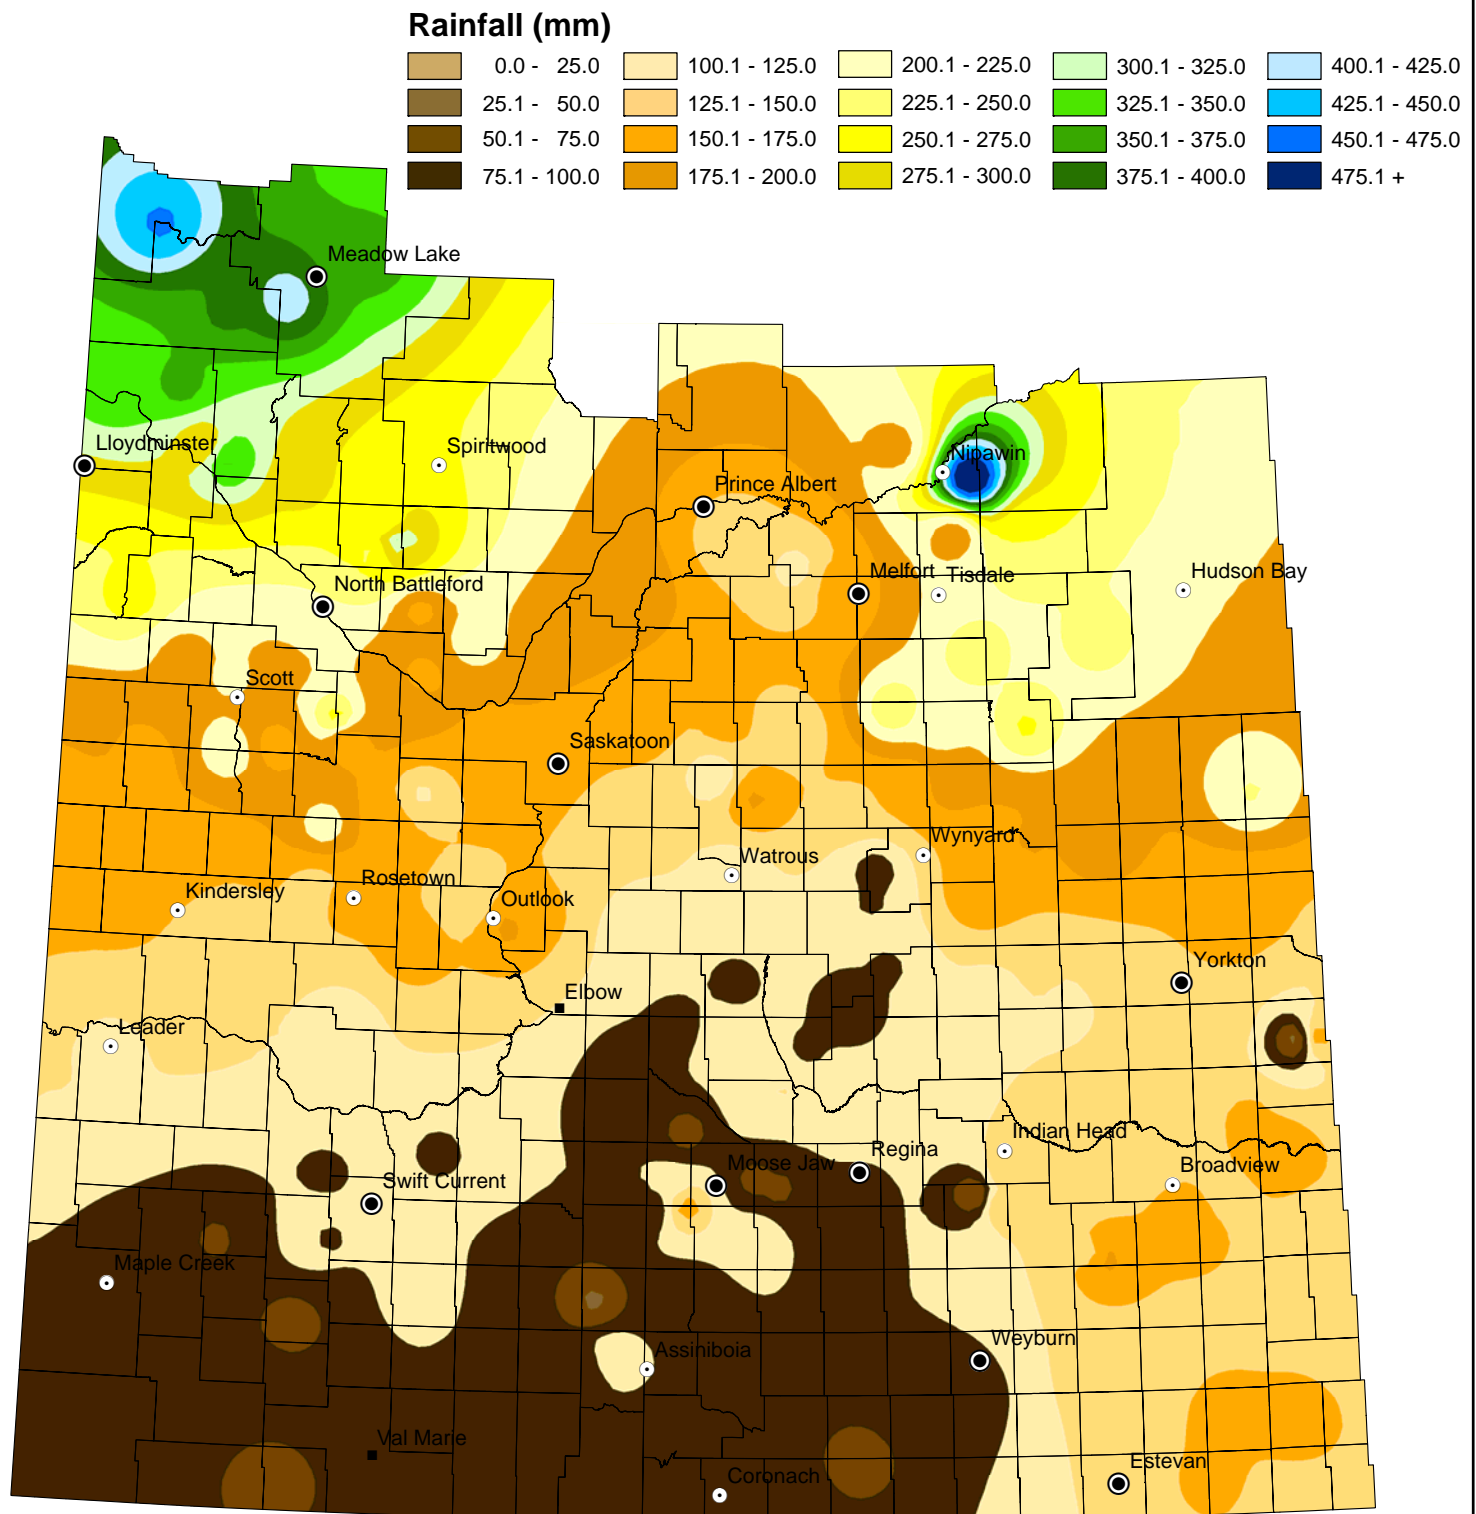 Rainfall (mm)
0.0 - 25.0 100.1 - 125.0 200.1 - 225.0 300.1 - 325.0 400.1 - 425.0
25.1 - 50.0 125.1 - 150.0 225.1 - 250.0 325.1 - 350.0 425.1 - 450.0
50.1 - 75.0 150.1 - 175.0 250.1 - 275.0 350.1 - 375.0 450.1 - 475.0
75.1 - 100.0 175.1 - 200.0 275.1 - 300.0 375.1 - 400.0 475.1 +
Meadow Lake
Lloydminster
Spiritwood
Nipawin
Prince Albert
North Battleford
Melfort
Tisdale
Hudson Bay
Scott
Saskatoon
Wynyard
Watrous
Kindersley
Rosetown
Outlook
Yorkton
Elbow
Leader
Indian Head
Regina
Moose Jaw
Broadview
Swift Current
Maple Creek
Weyburn
Assiniboia
Val Marie
Estevan
Coronach